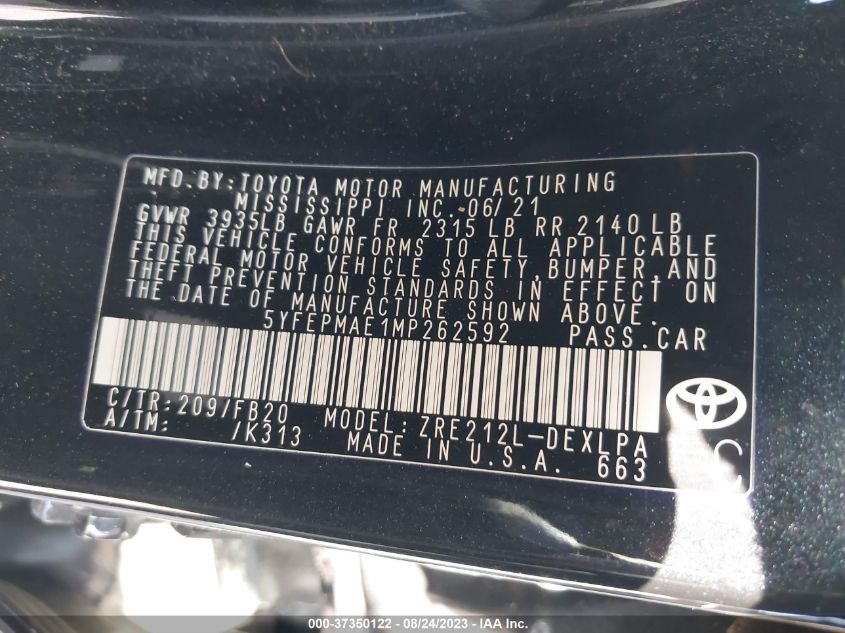 MFD.BY:TOYOTA MOTOR MANUFACTURING
MISSISSIPPI INC. 06/21
GVWR 3935LB GAWR FR 2315 LB RR 2140 LB
THIS VEHICLE CONFORMS TO ALL APPLICABLE
FEDERAL MOTOR VEHICLE SAFETY,BUMPER,AND
THEFT PREVENTION STANDARDS IN EFFECT ON
THE DATE OF MANUFACTURE SHOWN ABOVE.
5YFEPMAE1MP262592 PASS.CAR
C/TR:209/FB20 MODEL:ZRE212L-DEXLPA
A/TM: /K313 MADE IN U.S.A. 663
000-37350122 - 08/24/2023 - IAA Inc.